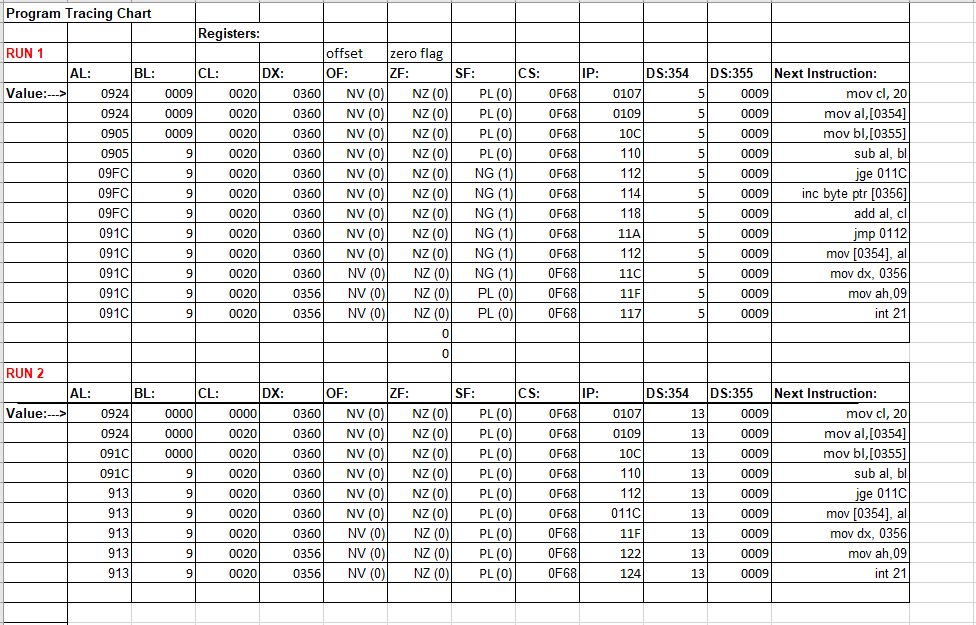 Program Tracing Chart
Registers:
RUN 1 offset zero flag
AL: BL: CL: DX: OF: ZF: SF: CS: IP: DS:354 DS:355 Next Instruction:
Value:---> 0924 0009 0020 0360 NV (0) NZ (0) PL (0) 0F68 0107 5 0009 mov cl, 20
0924 0009 0020 0360 NV (0) NZ (0) PL (0) 0F68 0109 5 0009 mov al,[0354]
0905 0009 0020 0360 NV (0) NZ (0) PL (0) 0F68 10C 5 0009 mov bl,[0355]
0905 9 0020 0360 NV (0) NZ (0) PL (0) 0F68 110 5 0009 sub al, bl
09FC 9 0020 0360 NV (0) NZ (0) NG (1) 0F68 112 5 0009 jge 011C
09FC 9 0020 0360 NV (0) NZ (0) NG (1) 0F68 114 5 0009 inc byte ptr [0356]
09FC 9 0020 0360 NV (0) NZ (0) NG (1) 0F68 118 5 0009 add al, cl
091C 9 0020 0360 NV (0) NZ (0) NG (1) 0F68 11A 5 0009 jmp 0112
091C 9 0020 0360 NV (0) NZ (0) NG (1) 0F68 112 5 0009 mov [0354], al
091C 9 0020 0360 NV (0) NZ (0) NG (1) 0F68 11C 5 0009 mov dx, 0356
091C 9 0020 0356 NV (0) NZ (0) PL (0) 0F68 11F 5 0009 mov ah,09
091C 9 0020 0356 NV (0) NZ (0) PL (0) 0F68 117 5 0009 int 21
0
0
RUN 2
AL: BL: CL: DX: OF: ZF: SF: CS: IP: DS:354 DS:355 Next Instruction:
Value:---> 0924 0000 0000 0360 NV (0) NZ (0) PL (0) 0F68 0107 13 0009 mov cl, 20
0924 0000 0020 0360 NV (0) NZ (0) PL (0) 0F68 0109 13 0009 mov al,[0354]
091C 0000 0020 0360 NV (0) NZ (0) PL (0) 0F68 10C 13 0009 mov bl,[0355]
091C 9 0020 0360 NV (0) NZ (0) PL (0) 0F68 110 13 0009 sub al, bl
913 9 0020 0360 NV (0) NZ (0) PL (0) 0F68 112 13 0009 jge 011C
913 9 0020 0360 NV (0) NZ (0) PL (0) 0F68 011C 13 0009 mov [0354], al
913 9 0020 0360 NV (0) NZ (0) PL (0) 0F68 11F 13 0009 mov dx, 0356
913 9 0020 0356 NV (0) NZ (0) PL (0) 0F68 122 13 0009 mov ah,09
913 9 0020 0356 NV (0) NZ (0) PL (0) 0F68 124 13 0009 int 21